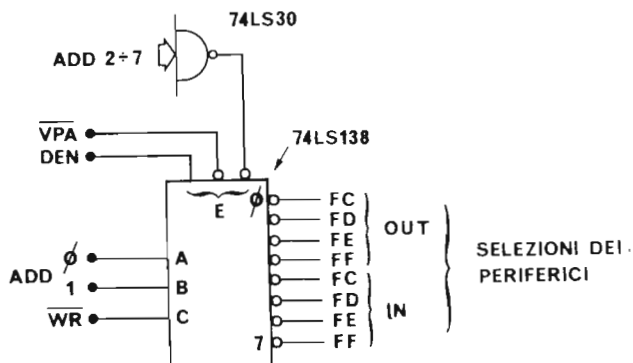 74LS30
ADD 2÷7
VPA
DEN
74LS138
E
Ø
FC
FD
FE
FF
OUT
FC
FD
FE
FF
IN
SELEZIONI DEI
PERIFERICI
ADD
Ø
A
1
B
WR
C
7